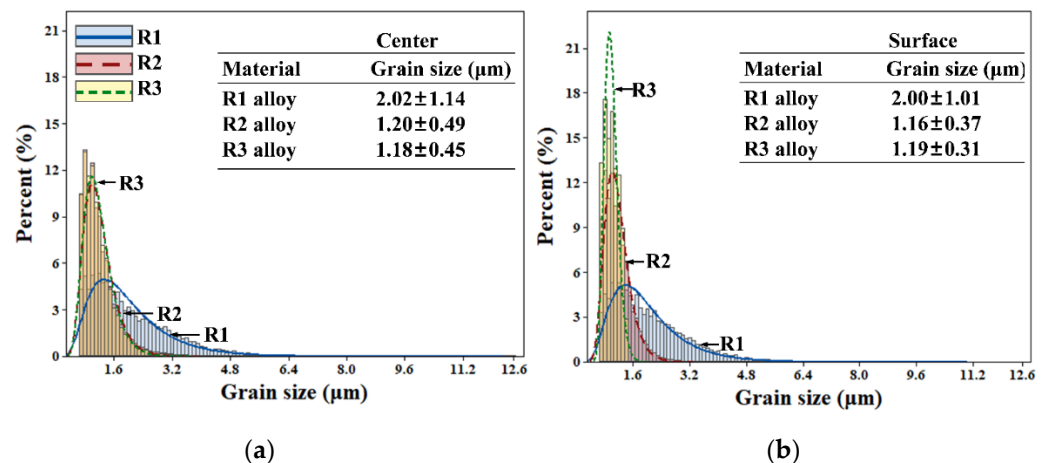 21
18
15
12
9
6
3
0
Percent (%)
R1
R2
R3
Center
Material Grain size (μm)
R1 alloy 2.02±1.14
R2 alloy 1.20±0.49
R3 alloy 1.18±0.45
R3
R2
R1
1.6 3.2 4.8 6.4 8.0 9.6 11.2 12.6
Grain size (μm)
(a)
21
18
15
12
9
6
3
0
Percent (%)
Surface
Material Grain size (μm)
R1 alloy 2.00±1.01
R2 alloy 1.16±0.37
R3 alloy 1.19±0.31
R3
R2
R1
1.6 3.2 4.8 6.4 8.0 9.6 11.2 12.6
Grain size (μm)
(b)